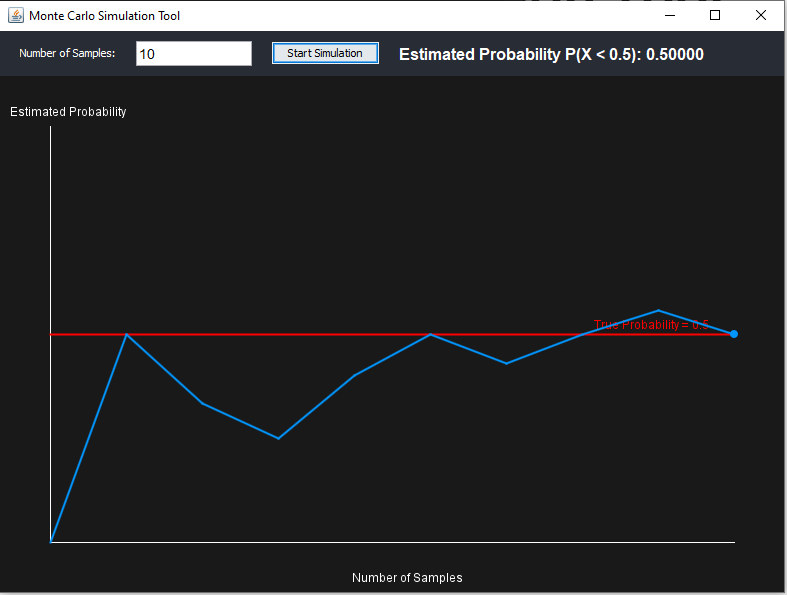 Monte Carlo Simulation Tool
Number of Samples: 10 Start Simulation Estimated Probability P(X < 0.5): 0.50000
Estimated Probability
True Probability = 0.5
Number of Samples